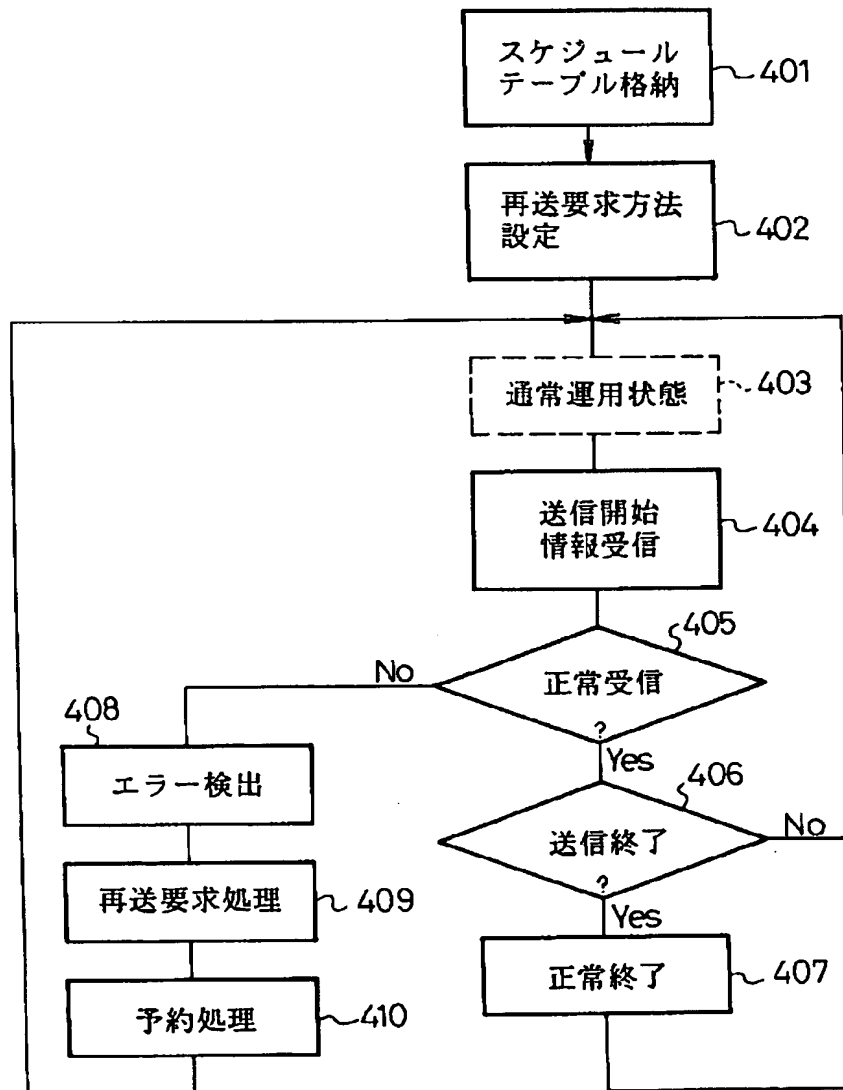 スケジュール
テーブル格納
401
再送要求方法
設定
402
通常運用状態
403
送信開始
情報受信
404
405
正常受信
?
No
Yes
408
エラー検出
406
送信終了
?
No
Yes
再送要求処理
409
正常終了
407
予約処理
410